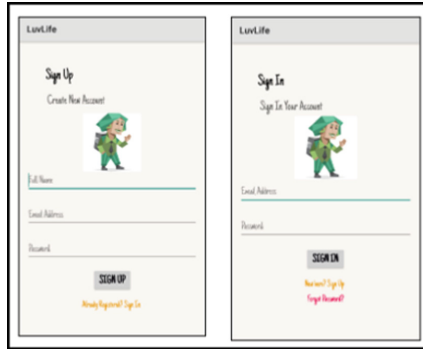 LuvLife
Sign Up
Create New Account
Full Name
Email Address
Password
SIGN UP
Already Registered? Sign In
LuvLife
Sign In
Sign In Your Account
Email Address
Password
SIGN IN
New here? Sign Up
Forgot Password?